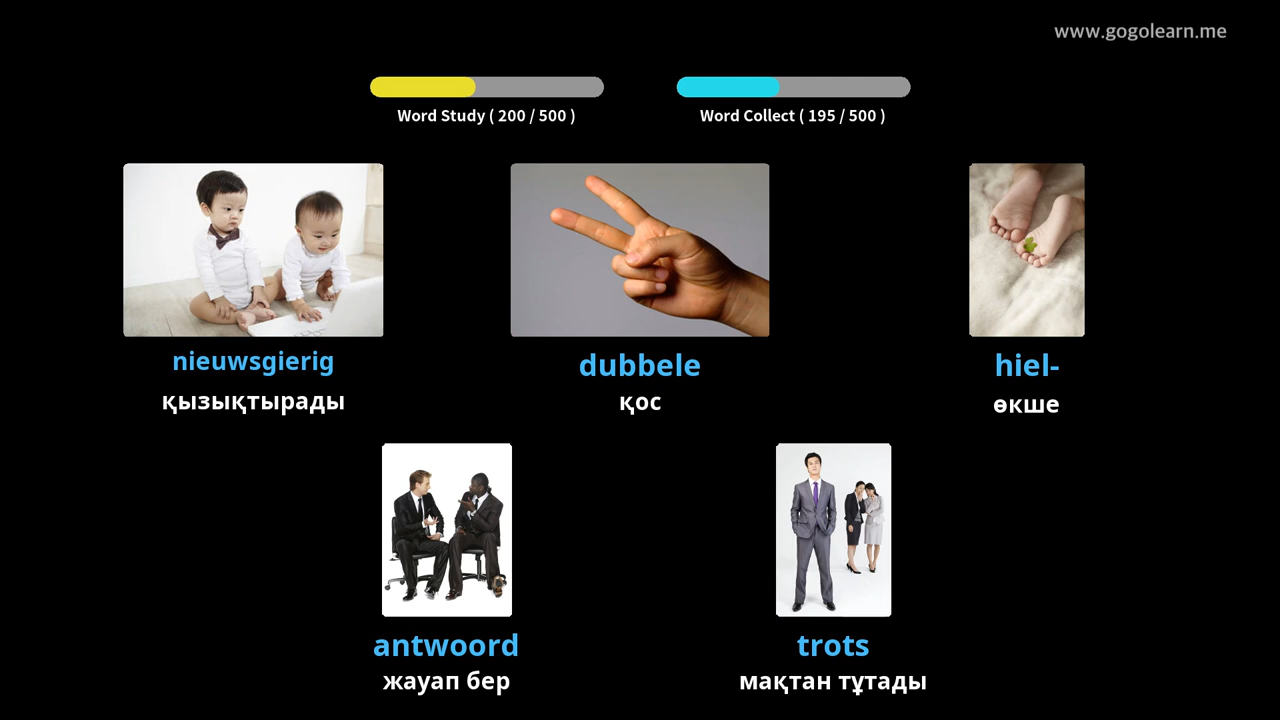 www.gogolearn.me
Word Study ( 200 / 500 )
Word Collect ( 195 / 500 )
nieuwsgierig
қызықтырады
dubbele
қос
hiel-
өкше
antwoord
жауап бер
trots
мақтан тұтады